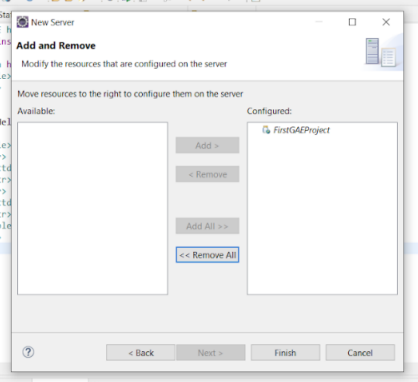 New Server
Add and Remove
Modify the resources that are configured on the server
Move resources to the right to configure them on the server
Available:
Configured:
FirstGAEProject
Add >
< Remove
Add All >>
<< Remove All
< Back
Next >
Finish
Cancel